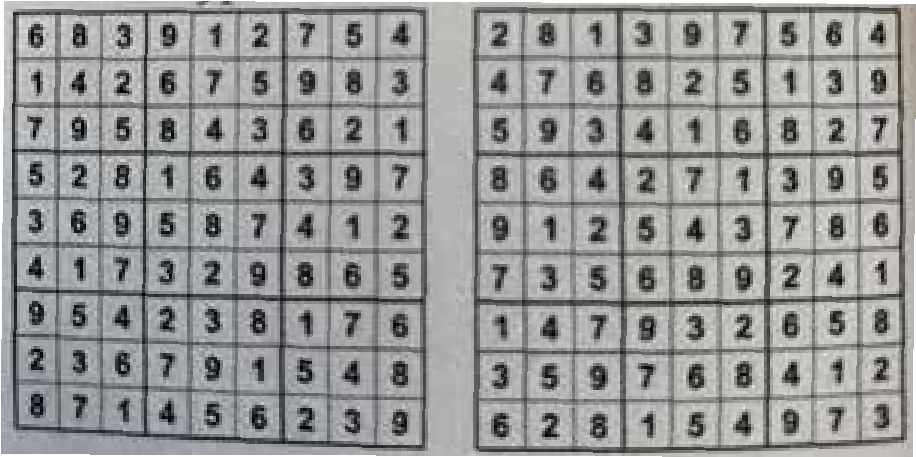 6 8 3 9 1 2 7 5 4
1 4 2 6 7 5 9 8 3
7 9 5 8 4 3 6 2 1
5 2 8 1 6 4 3 9 7
3 6 9 5 8 7 4 1 2
4 1 7 3 2 9 8 6 5
9 5 4 2 3 8 1 7 6
2 3 6 7 9 1 5 4 8
8 7 1 4 5 6 2 3 9
2 8 1 3 9 7 5 6 4
4 7 6 8 2 5 1 3 9
5 9 3 4 1 6 8 2 7
8 6 4 2 7 1 3 9 5
9 1 2 5 4 3 7 8 6
7 3 5 6 8 9 2 4 1
1 4 7 9 3 2 6 5 8
3 5 9 7 6 8 4 1 2
6 2 8 1 5 4 9 7 3